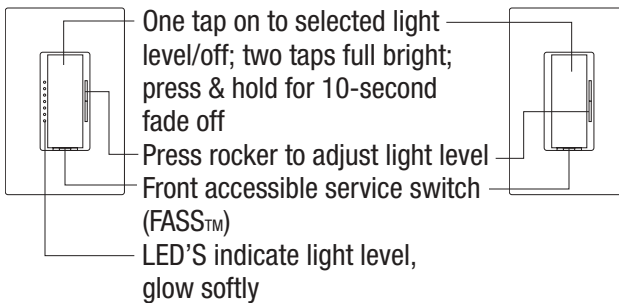 One tap on to selected light
level/off; two taps full bright;
press & hold for 10-second
fade off
Press rocker to adjust light level
Front accessible service switch
(FASS™)
LED'S indicate light level,
glow softly